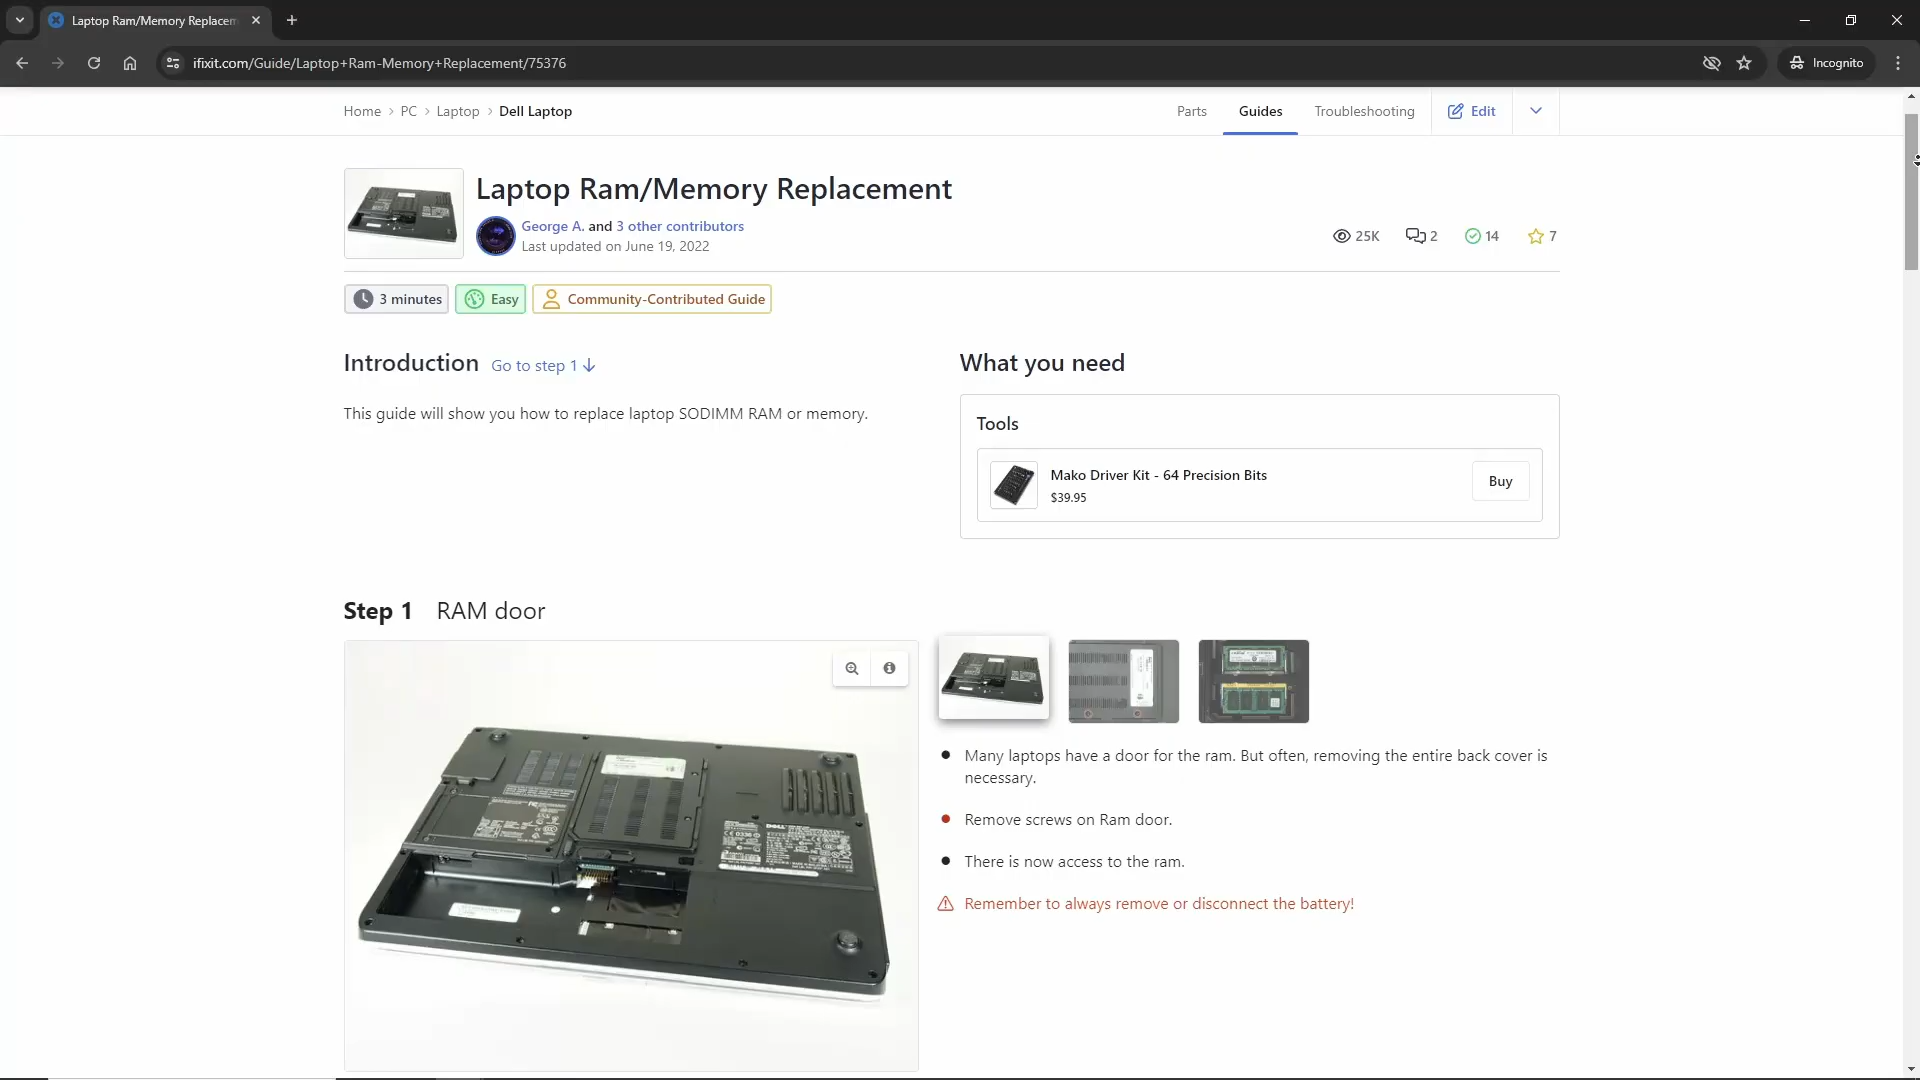 Laptop Ram/Memory Replacem
ifixit.com/Guide/Laptop+Ram-Memory+Replacement/75376
Incognito
Home > PC > Laptop > Dell Laptop
Parts
Guides
Troubleshooting
Edit
Laptop Ram/Memory Replacement
George A. and 3 other contributors
Last updated on June 19, 2022
25K
2
14
7
3 minutes
Easy
Community-Contributed Guide
Introduction
Go to step 1
This guide will show you how to replace laptop SODIMM RAM or memory.
What you need
Tools
Mako Driver Kit - 64 Precision Bits
$39.95
Buy
Step 1 RAM door
DELL
Many laptops have a door for the ram. But often, removing the entire back cover is
necessary.
Remove screws on Ram door.
There is now access to the ram.
Remember to always remove or disconnect the battery!